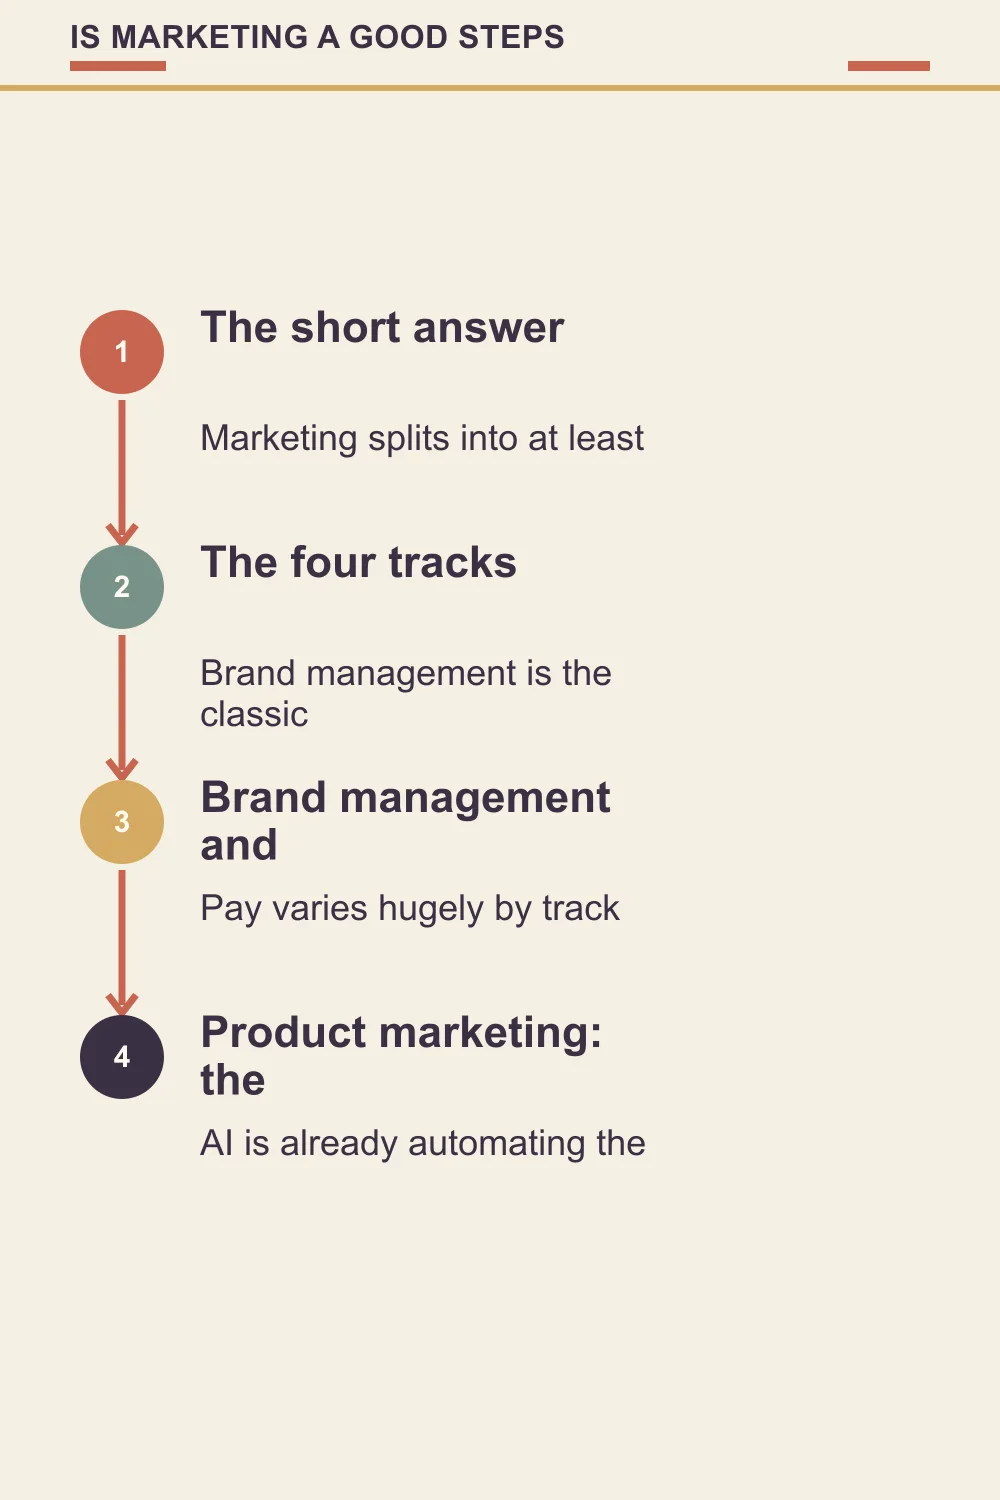 IS MARKETING A GOOD STEPS
1
The short answer
Marketing splits into at least
2
The four tracks
Brand management is the
classic
3
Brand management
and
Pay varies hugely by track
4
Product marketing:
the
AI is already automating the